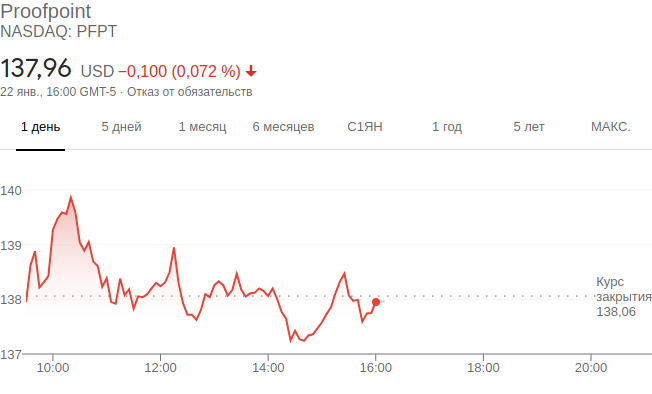 Proofpoint
NASDAQ: PFPT
137,96 USD −0,100 (0,072 %)
22 янв., 16:00 GMT-5 · Отказ от обязательств
1 день 5 дней 1 месяц 6 месяцев С1ЯН 1 год 5 лет МАКС.
140
139
138
137
Курс
закрытия
138,06
10:00 12:00 14:00 16:00 18:00 20:00